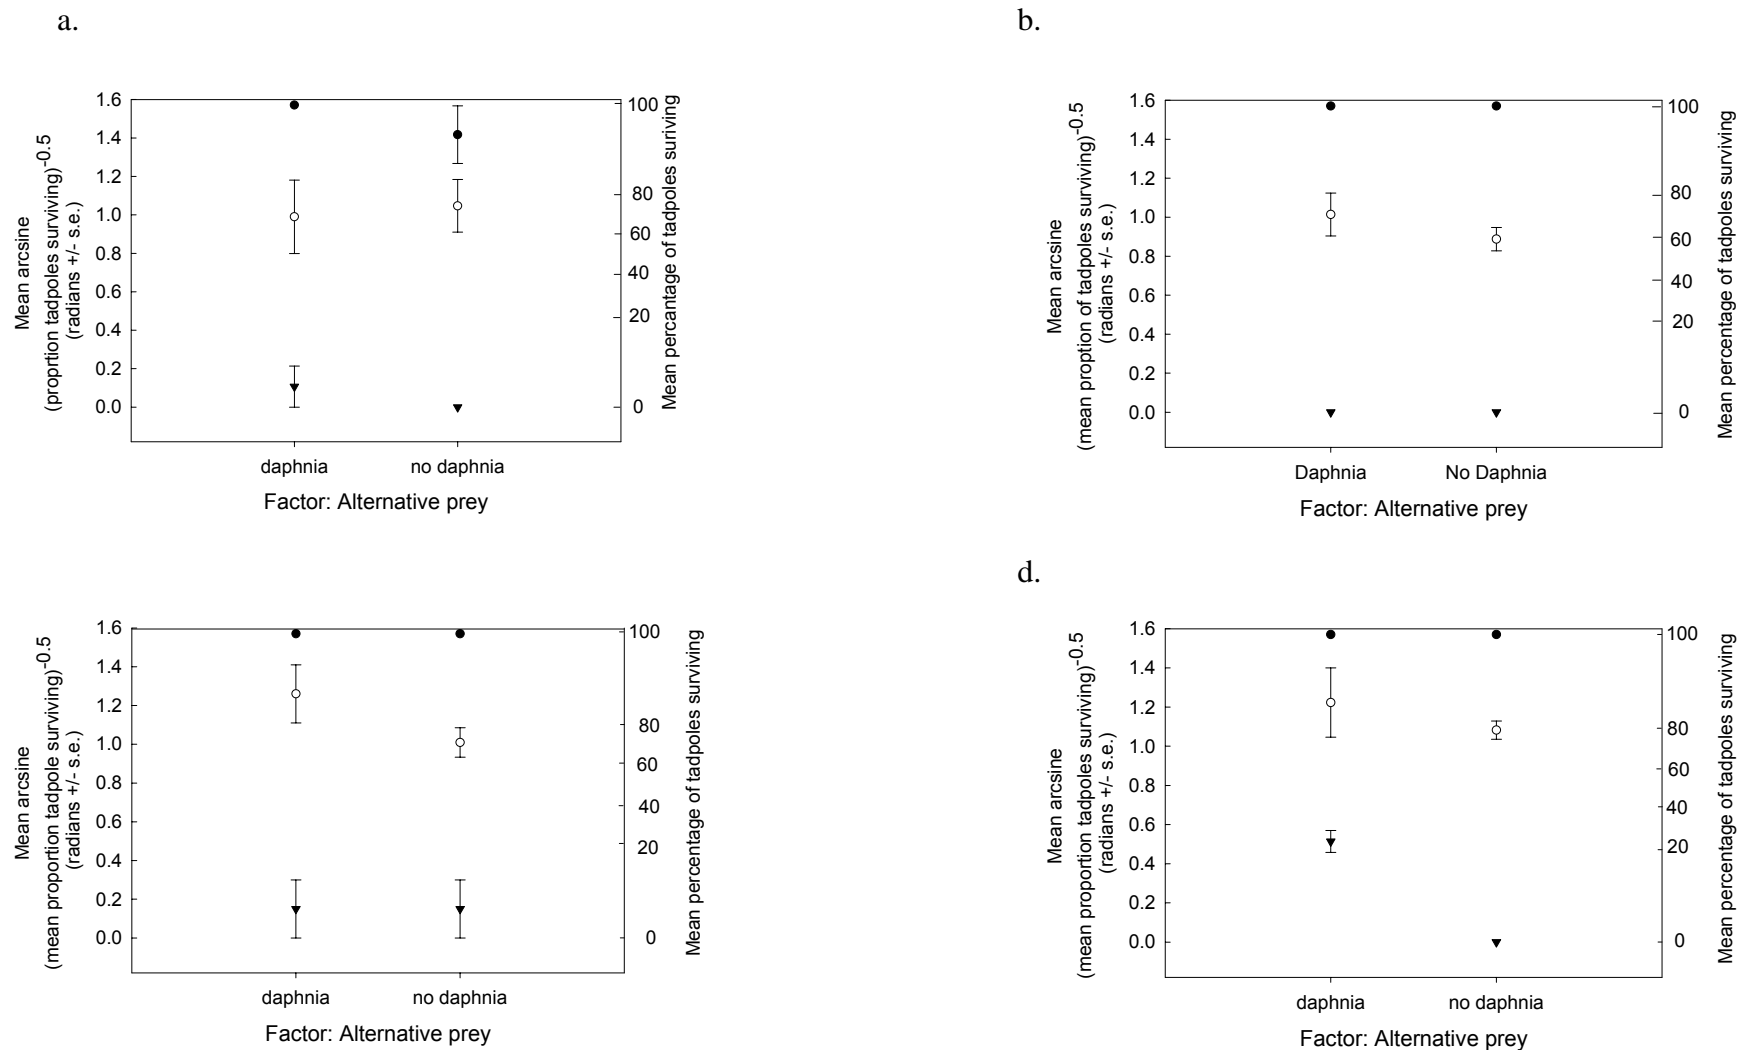 a.
1.6
1.4
1.2
1.0
0.8
0.6
0.4
0.2
0.0
Mean arcsine
(proprtion tadpoles surviving)-0.5
(radians +/- s.e.)
100
80
60
40
20
0
Mean percantage of tadpoles suriving
daphnia no daphnia
Factor: Alternative prey
b.
1.6
1.4
1.2
1.0
0.8
0.6
0.4
0.2
0.0
Mean arcsine
(mean proption of tadpoles surviving)-0.5
(radians +/- s.e.)
100
80
60
40
20
0
Mean percentage of tadpoles surviving
Daphnia No Daphnia
Factor: Alternative prey
1.6
1.4
1.2
1.0
0.8
0.6
0.4
0.2
0.0
Mean arcsine
(mean proportion tadpole surviving)-0.5
(radians +/- s.e.)
100
80
60
40
20
0
Mean percentage of tadpoles surviving
daphnia no daphnia
Factor: Alternative prey
d.
1.6
1.4
1.2
1.0
0.8
0.6
0.4
0.2
0.0
Mean arcsine
(mean proportion tadpoles surviving)-0.5
(radians +/- s.e.)
100
80
60
40
20
0
Mean percentage of tadpoles surviving
daphnia no daphnia
Factor: Alternative prey